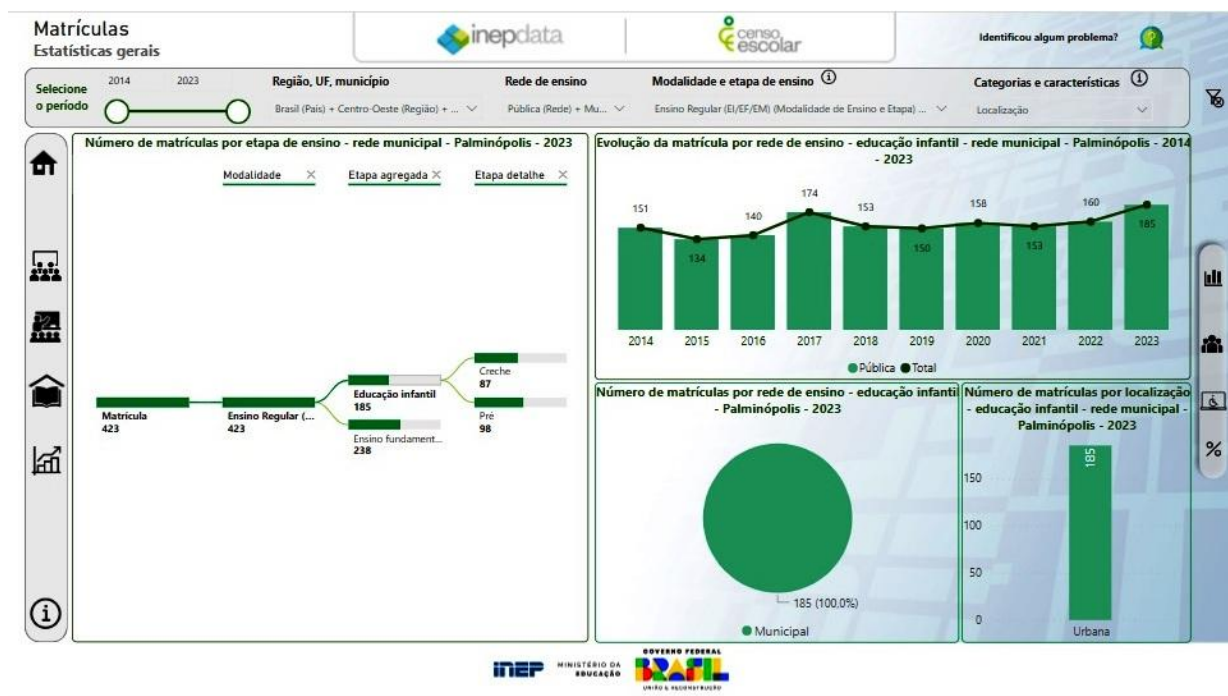 Matrículas
Estatísticas gerais
inepdata
censo
escolar
Identificou algum problema?
Selecione
o período
2014
2023
Região, UF, município
Brasil (País) + Centro-Oeste (Região) + ...
Rede de ensino
Pública (Rede) + Mu...
Modalidade e etapa de ensino
Ensino Regular (EI/EF/EM) (Modalidade de Ensino e Etapa) ...
Categorias e características
Localização
Número de matrículas por etapa de ensino - rede municipal - Palminópolis - 2023
Modalidade
Etapa agregada
Etapa detalhe
Matrícula
423
Ensino Regular (...
423
Educação infantil
185
Ensino fundament...
238
Creche
87
Pré
98
Evolução da matrícula por rede de ensino - educação infantil - rede municipal - Palminópolis - 2014
- 2023
151
134
140
174
153
150
158
153
160
185
2014
2015
2016
2017
2018
2019
2020
2021
2022
2023
Pública
Total
Número de matrículas por rede de ensino - educação infantil
- Palminópolis - 2023
185 (100,0%)
Municipal
Número de matrículas por localização
- educação infantil - rede municipal -
Palminópolis - 2023
150
100
50
0
185
Urbana
%
inep
MINISTÉRIO DA
EDUCAÇÃO
GOVERNO FEDERAL
BRASIL
UNIÃO E RECONSTRUÇÃO